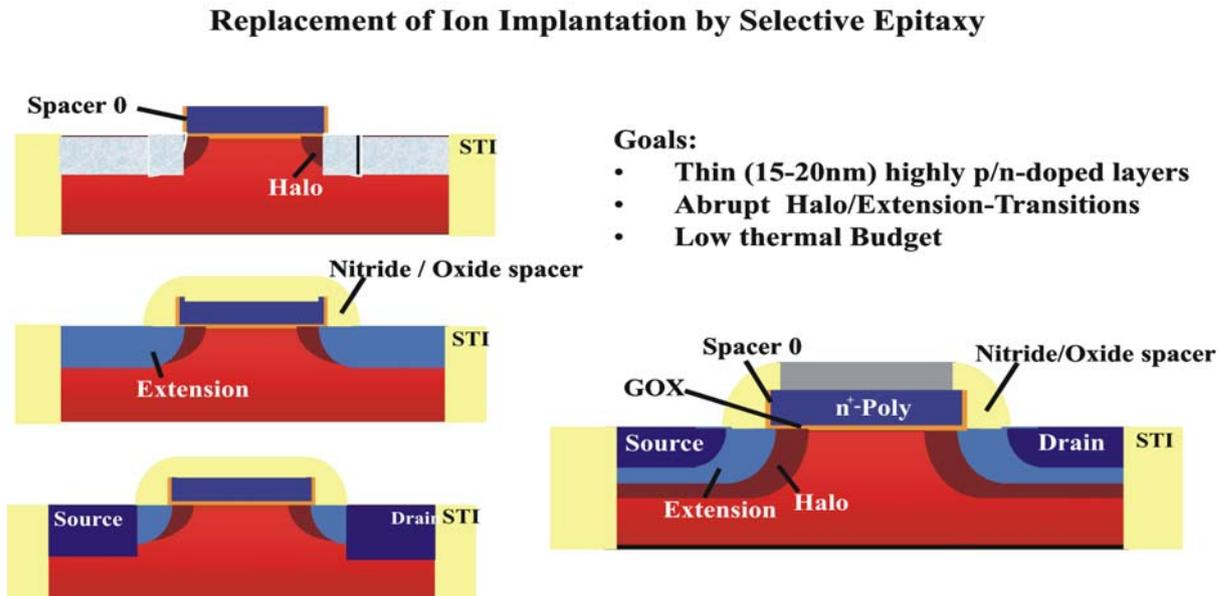 Replacement of Ion Implantation by Selective Epitaxy
Spacer 0
STI
Halo
Nitride / Oxide spacer
STI
Extension
Source
Drain
STI
Goals:
• Thin (15-20nm) highly p/n-doped layers
• Abrupt Halo/Extension-Transitions
• Low thermal Budget
Spacer 0
Nitride/Oxide spacer
GOX
n⁺-Poly
Source
Drain
STI
Extension
Halo